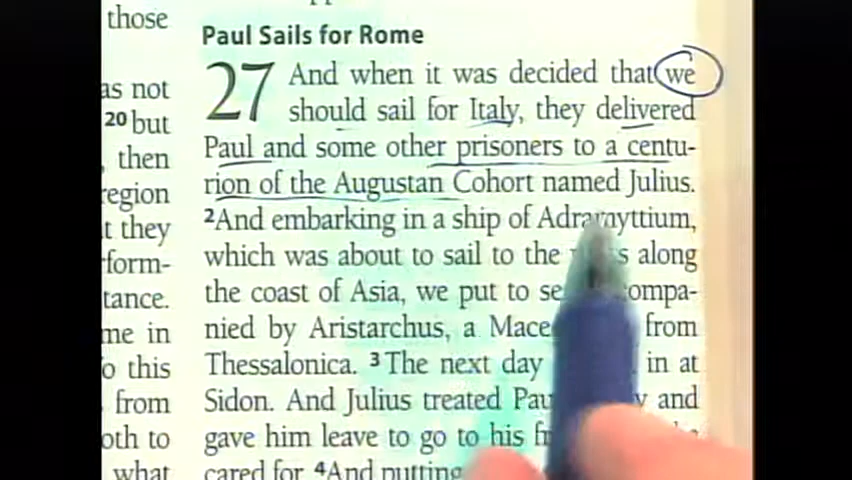 those
as not
20 but
, then
region
t they
form-
tance.
me in
o this
from
oth to
what
Paul Sails for Rome
27 And when it was decided that we
should sail for Italy, they delivered
Paul and some other prisoners to a centu-
rion of the Augustan Cohort named Julius.
2 And embarking in a ship of Adramyttium,
which was about to sail to the along
the coast of Asia, we put to
nied by Aristarchus, a from
Thessalonica. 3 The next day in at
Sidon. And Julius treated and
gave him leave to go to his
cared for. 4 And putting